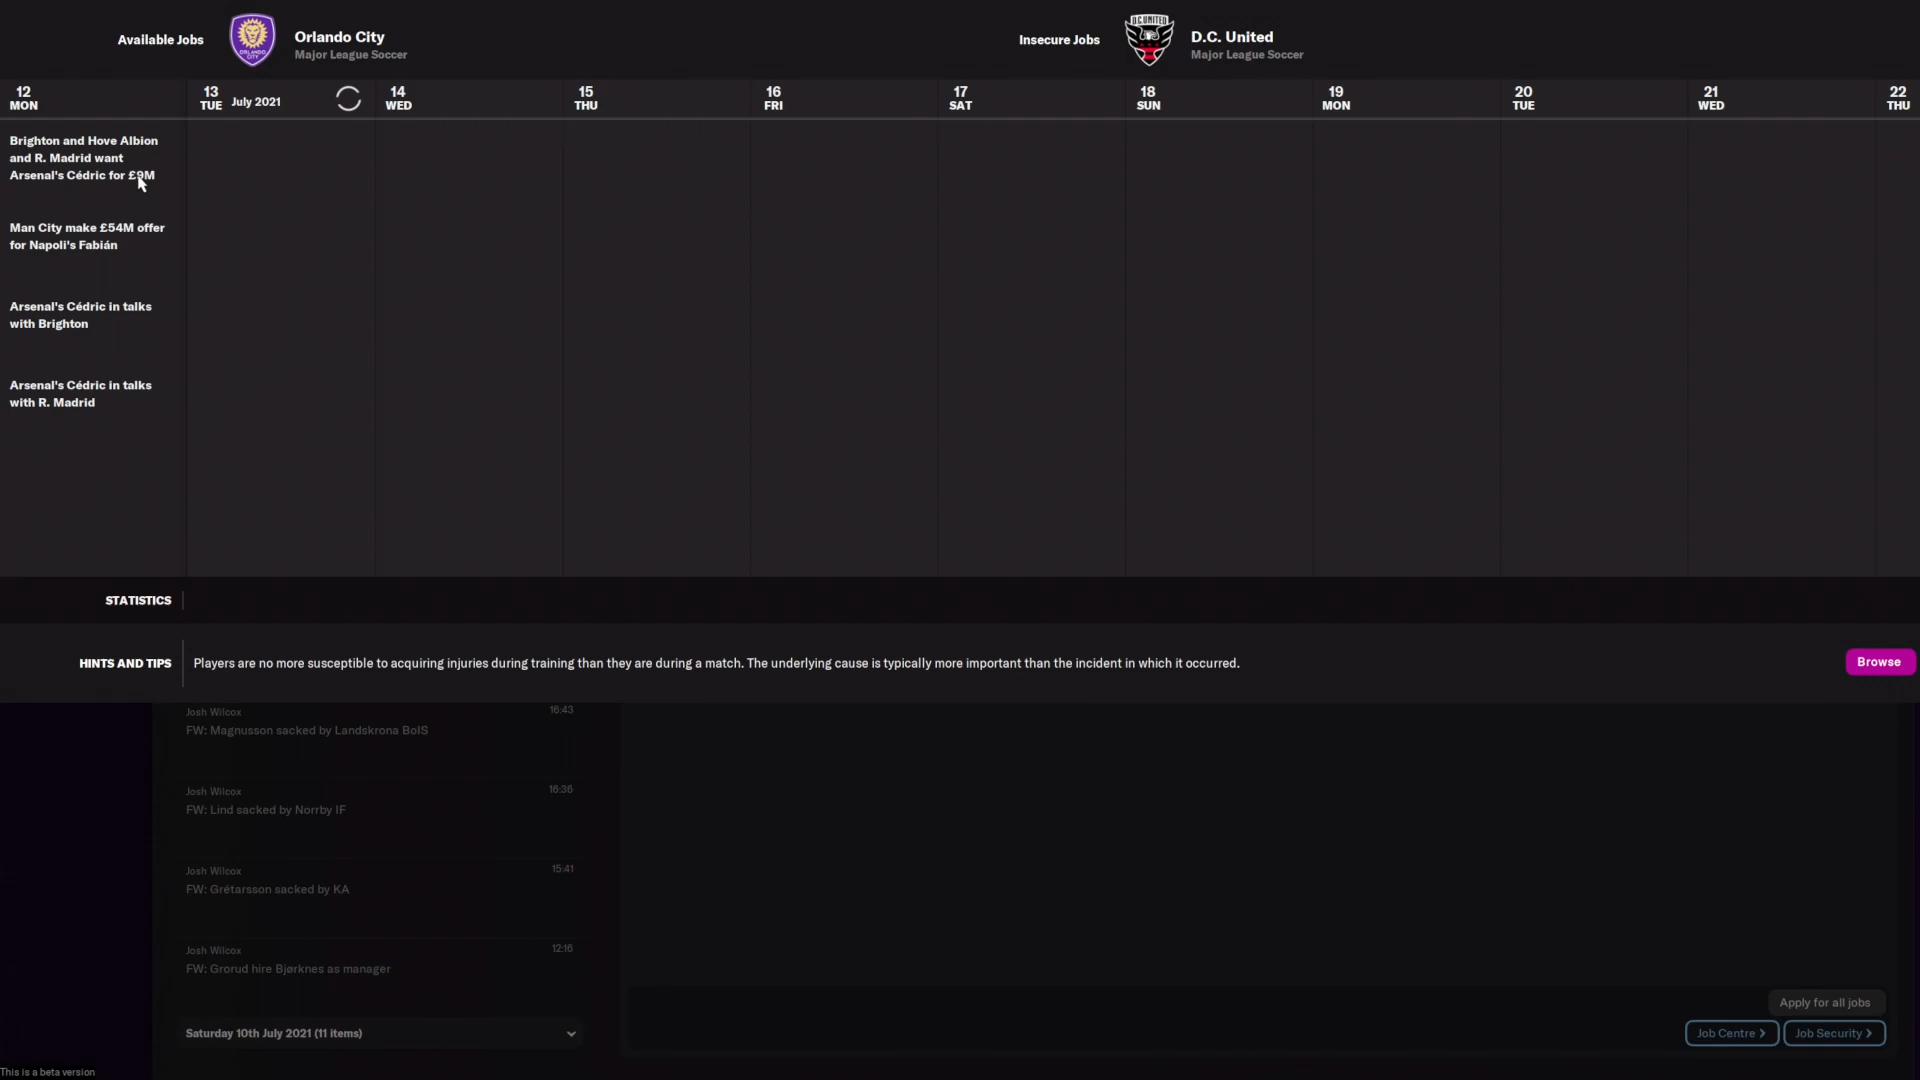 Available Jobs
ORLANDO
CITY
Orlando City
Major League Soccer
Insecure Jobs
D.C. UNITED
D.C. United
Major League Soccer
12
MON
13
TUE July 2021
14
WED
15
THU
16
FRI
17
SAT
18
SUN
19
MON
20
TUE
21
WED
22
THU
Brighton and Hove Albion
and R. Madrid want
Arsenal's Cédric for £9M
Man City make £54M offer
for Napoli's Fabián
Arsenal's Cédric in talks
with Brighton
Arsenal's Cédric in talks
with R. Madrid
STATISTICS
HINTS AND TIPS
Players are no more susceptible to acquiring injuries during training than they are during a match. The underlying cause is typically more important than the incident in which it occurred.
Browse
Josh Wilcox 16:43
FW: Magnusson sacked by Landskrona BoIS
Josh Wilcox 16:36
FW: Lind sacked by Norrby IF
Josh Wilcox 15:41
FW: Grétarsson sacked by KA
Josh Wilcox 12:16
FW: Grorud hire Bjørknes as manager
Saturday 10th July 2021 (11 items)
Apply for all jobs
Job Centre >
Job Security >
This is a beta version